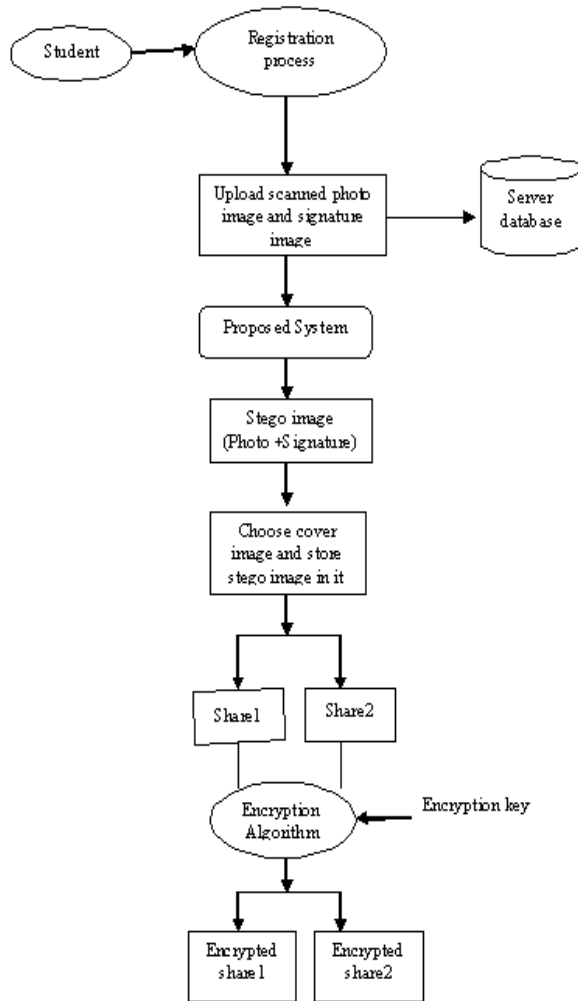 Student
Registration
process
Upload scanned photo
image and signature
image
Server
database
Proposed System
Stego image
(Photo +Signature)
Choose cover
image and store
stego image in it
Share1
Share2
Encryption
Algorithm
Encryption key
Encrypted
share1
Encrypted
share2